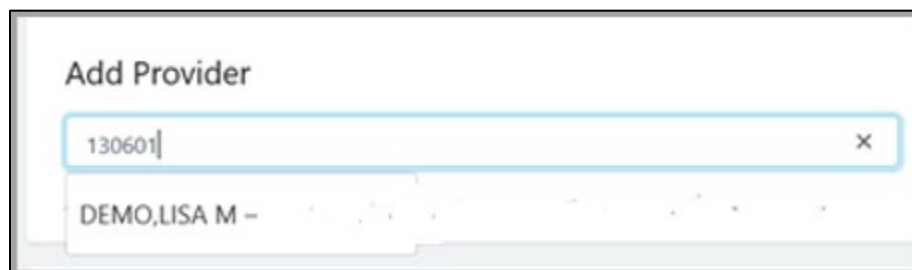 Add Provider
130601
×
DEMO,LISA M –